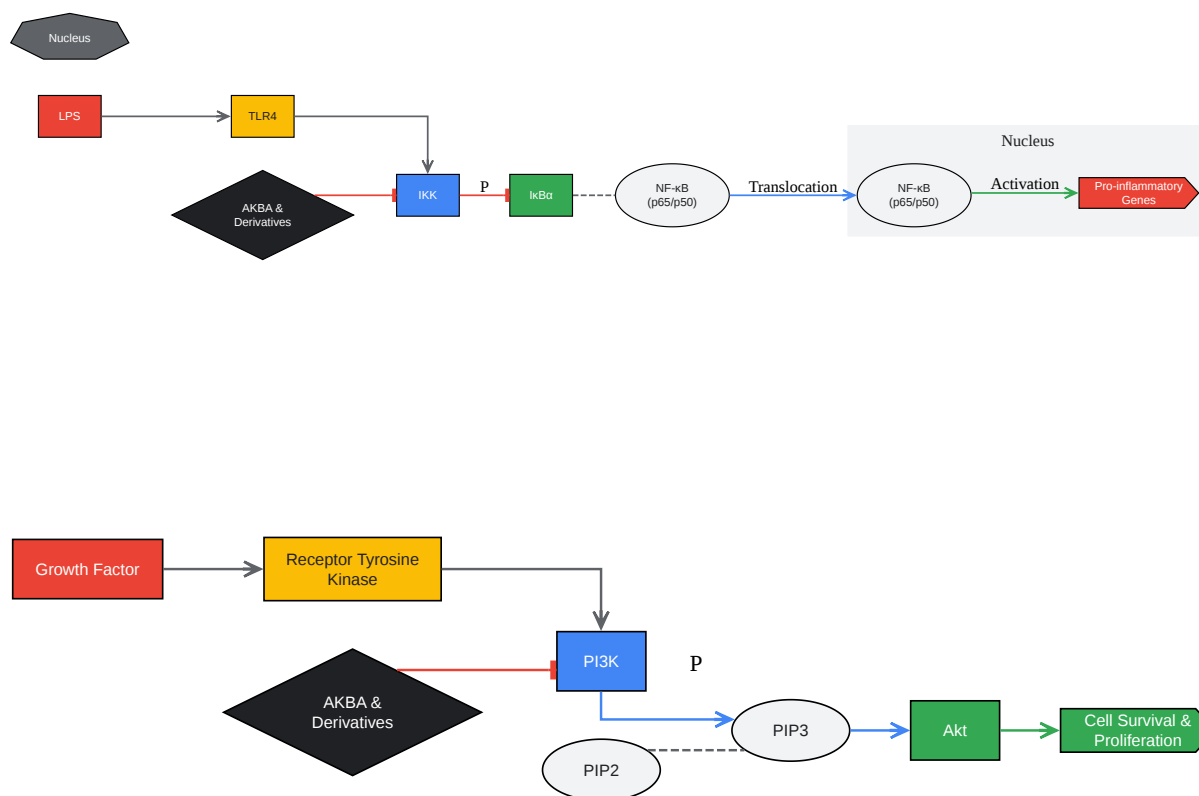 Nucleus
LPS
TLR4
Nucleus
AKBA &
Derivatives
IKK
P
IκBα
NF-κB
(p65/p50)
Translocation
NF-κB
(p65/p50)
Activation
Pro-inflammatory
Genes
Growth Factor
Receptor Tyrosine
Kinase
AKBA &
Derivatives
PI3K
P
PIP2
PIP3
Akt
Cell Survival &
Proliferation